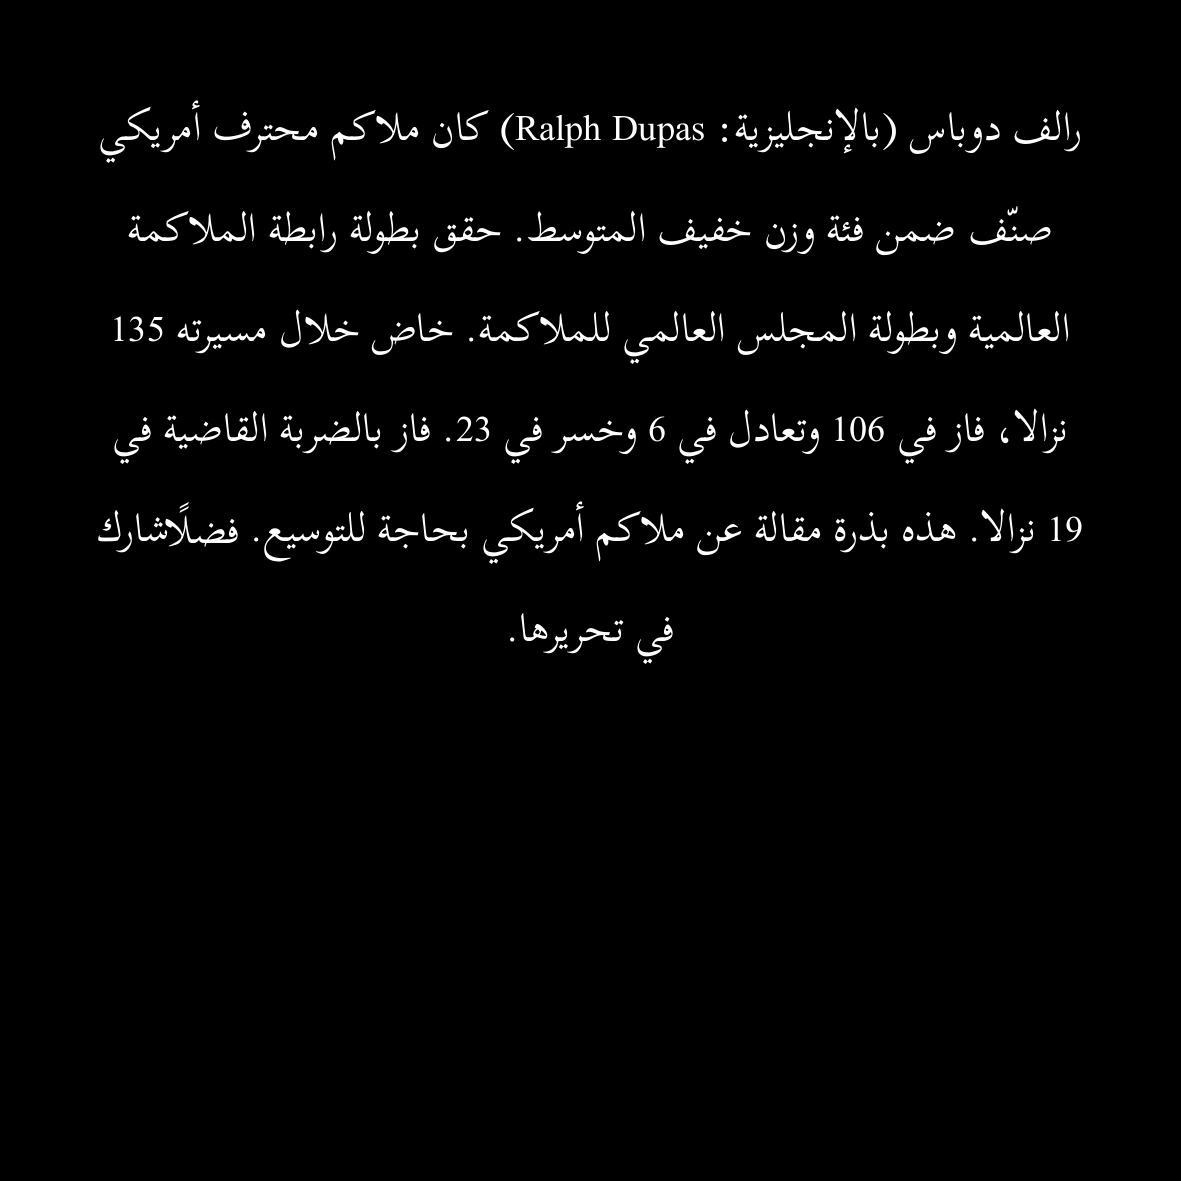 رالف دوباس (بالإنجليزية: Ralph Dupas) كان ملاكم محترف أمريكي
صنّف ضمن فئة وزن خفيف المتوسط. حقق بطولة رابطة الملاكمة
العالمية وبطولة المجلس العالمي للملاكمة. خاض خلال مسيرته 135
نزالا، فاز في 106 وتعادل في 6 وخسر في 23. فاز بالضربة القاضية في
19 نزالا. هذه بذرة مقالة عن ملاكم أمريكي بحاجة للتوسيع. فضلًاشارك
في تحريرها.